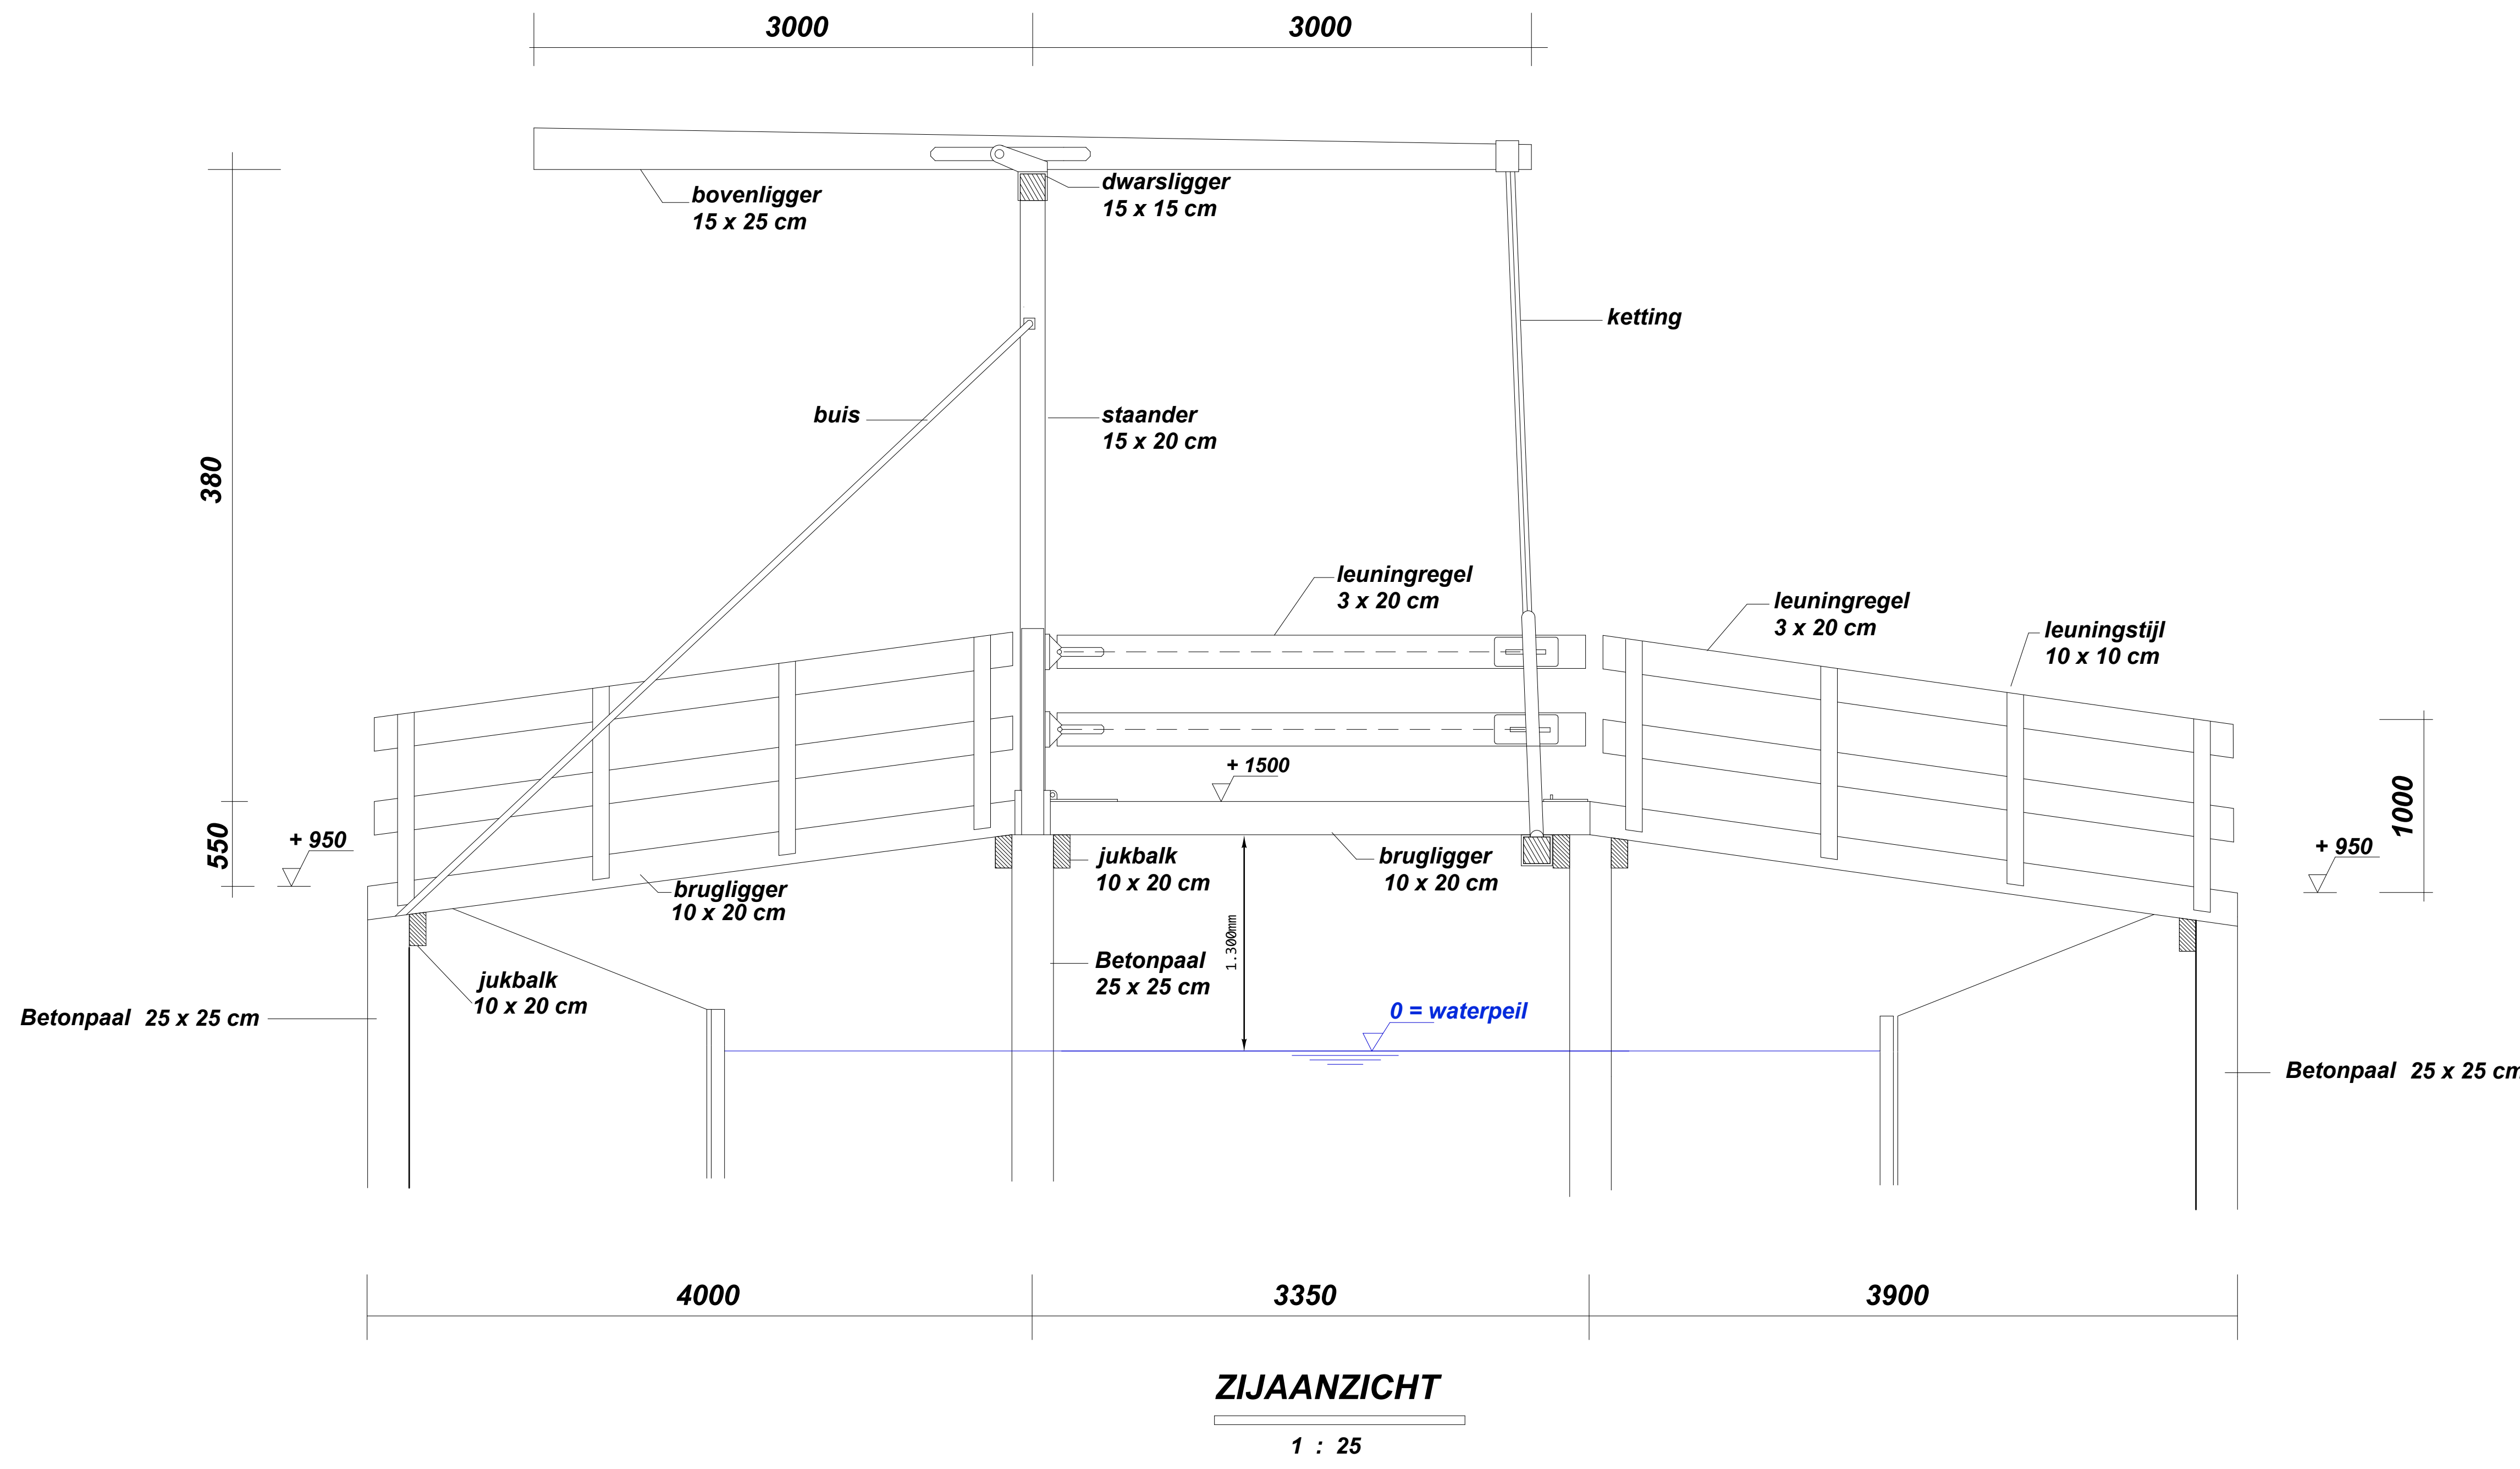 3000
3000
bovenligger
15 x 25 cm
dwarsligger
15 x 15 cm
ketting
buis
staander
15 x 20 cm
380
leuningregel
3 x 20 cm
leuningregel
3 x 20 cm
leuningstijl
10 x 10 cm
+ 1500
550
+ 950
1000
+ 950
brugligger
10 x 20 cm
jukbalk
10 x 20 cm
brugligger
10 x 20 cm
1.300mm
jukbalk
10 x 20 cm
Betonpaal
25 x 25 cm
0 = waterpeil
Betonpaal 25 x 25 cm
Betonpaal 25 x 25 cm
4000
3350
3900
ZIJAANZICHT
1 : 25